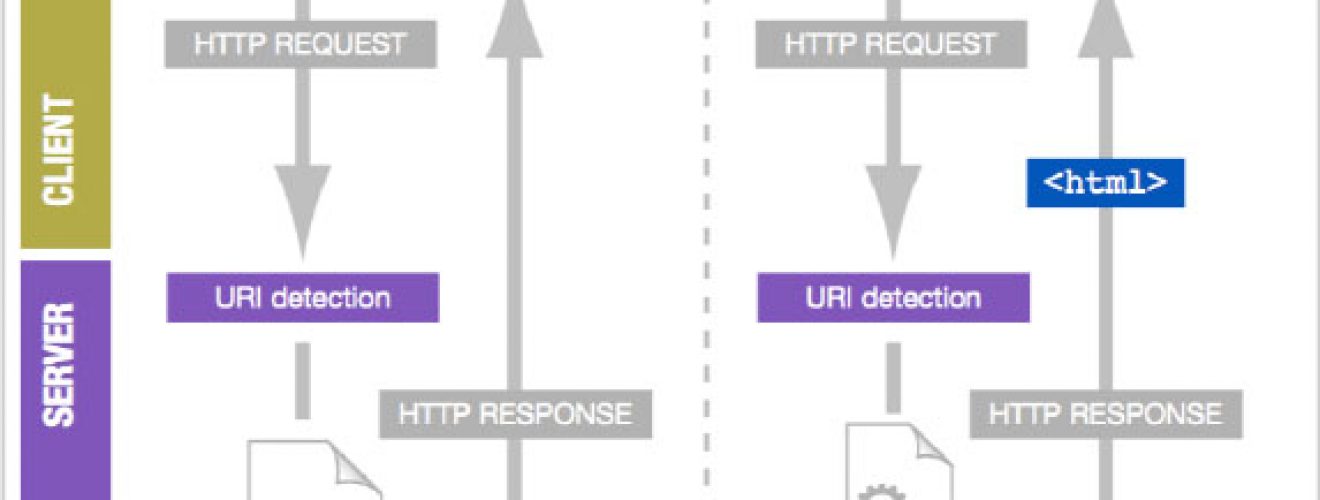 CLIENT
HTTP REQUEST
HTTP REQUEST
<html>
SERVER
URI detection
URI detection
HTTP RESPONSE
HTTP RESPONSE